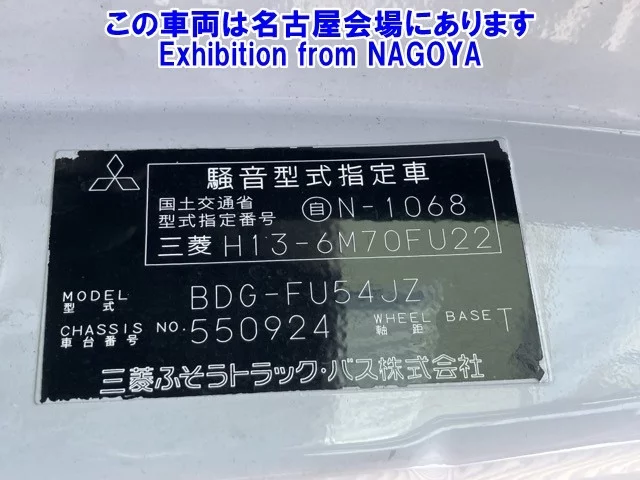 この車両は名古屋会場にあります
Exhibition from NAGOYA
騒音型式指定車
国土交通省
型式指定番号 自N-1068
三菱 H13-6M70FU22
MODEL 型式 BDG-FU54JZ
CHASSIS NO. 車台番号 550924 WHEEL BASE 軸距 T
三菱ふそうトラック・バス株式会社